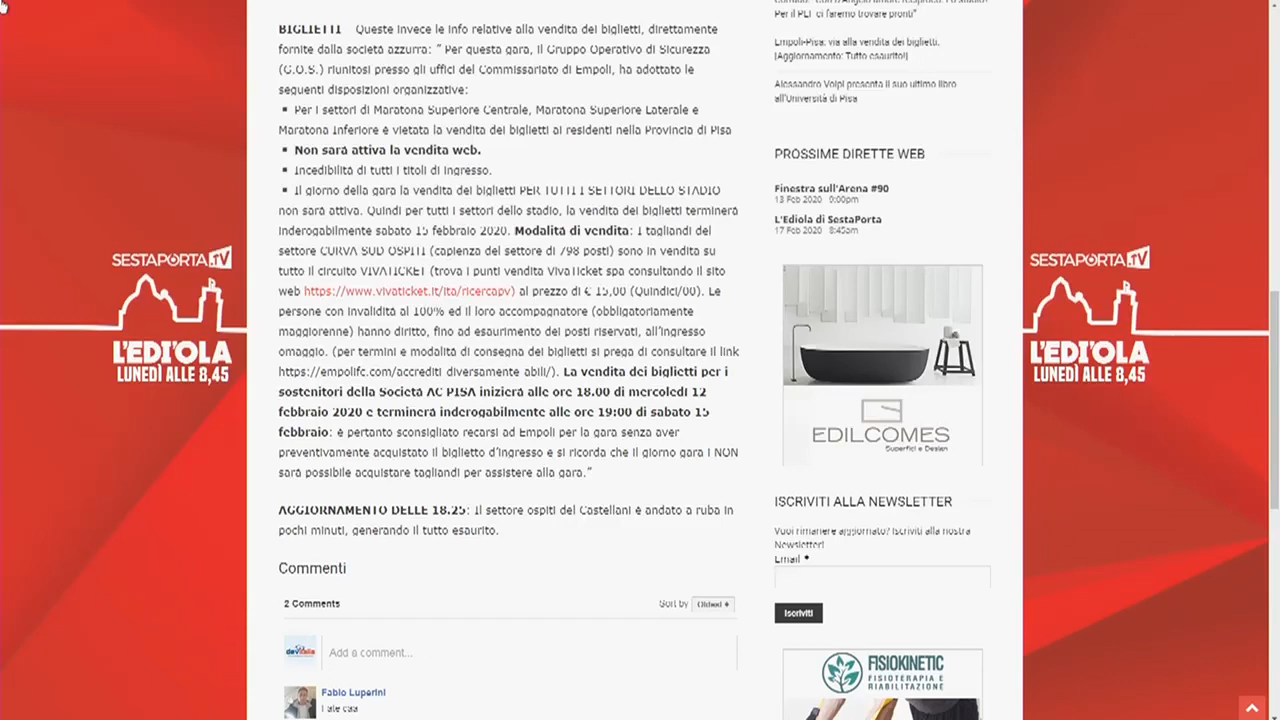 BIGLIETTI Queste invece le info relative alla vendita dei biglietti, direttamente
fornite dalla società azzurra: " Per questa gara, il Gruppo Operativo di Sicurezza
(G.O.S.) riunitosi presso gli uffici del Commissariato di Empoli, ha adottato le
seguenti disposizioni organizzative:
▪ Per i settori di Maratona Superiore Centrale, Maratona Superiore Laterale e
Maratona Inferiore è vietata la vendita dei biglietti ai residenti nella Provincia di Pisa
▪ Non sarà attiva la vendita web.
▪ Incedibilità di tutti i titoli di ingresso.
▪ Il giorno della gara la vendita dei biglietti PER TUTTI I SETTORI DELLO STADIO
non sarà attiva. Quindi per tutti i settori dello stadio, la vendita dei biglietti terminerà
inderogabilmente sabato 15 febbraio 2020. Modalità di vendita: I tagliandi del
settore CURVA SUD OSPITI (capienza del settore di 798 posti) sono in vendita su
tutto il circuito VIVATICKET (trova i punti vendita VivaTicket spa consultando il sito
web https://www.vivaticket.it/ita/ricercapv) al prezzo di € 15,00 (Quindici/00). Le
persone con invalidità al 100% ed il loro accompagnatore (obbligatoriamente
maggiorenne) hanno diritto, fino ad esaurimento dei posti riservati, all'ingresso
omaggio. (per termini e modalità di consegna dei biglietti si prega di consultare il link
https://empolifc.com/accrediti diversamente abili/). La vendita dei biglietti per i
sostenitori della Società AC PISA inizierà alle ore 18.00 di mercoledì 12
febbraio 2020 e terminerà inderogabilmente alle ore 19:00 di sabato 15
febbraio: è pertanto sconsigliato recarsi ad Empoli per la gara senza aver
preventivamente acquistato il biglietto d'ingresso e si ricorda che il giorno gara i NON
sarà possibile acquistare tagliandi per assistere alla gara."
AGGIORNAMENTO DELLE 18.25: Il settore ospiti del Castellani è andato a ruba in
pochi minuti, generando il tutto esaurito.
Commenti
2 Comments
Sort by Oldest
Add a comment...
Fabio Luperini
Per il PLT ci faremo trovare pronti"
Empoli-Pisa: via alla vendita dei biglietti.
[Aggiornamento: Tutto esaurito!]
Alessandro Volpi presenta il suo ultimo libro
all'Università di Pisa
PROSSIME DIRETTE WEB
Finestra sull'Arena #90
13 Feb 2020 9:00pm
L'Ediola di SestaPorta
17 Feb 2020 8:45am
EDILCOMES
Superfici e Design
ISCRIVITI ALLA NEWSLETTER
Vuoi rimanere aggiornato? Iscriviti alla nostra
Newsletter!
Email *
Iscriviti
FISIOKINETIC
FISIOTERAPIA E
RIABILITAZIONE
SESTAPORTA.TV
L'EDI'OLA
LUNEDÌ ALLE 8,45
SESTAPORTA.TV
L'EDI'OLA
LUNEDÌ ALLE 8,45